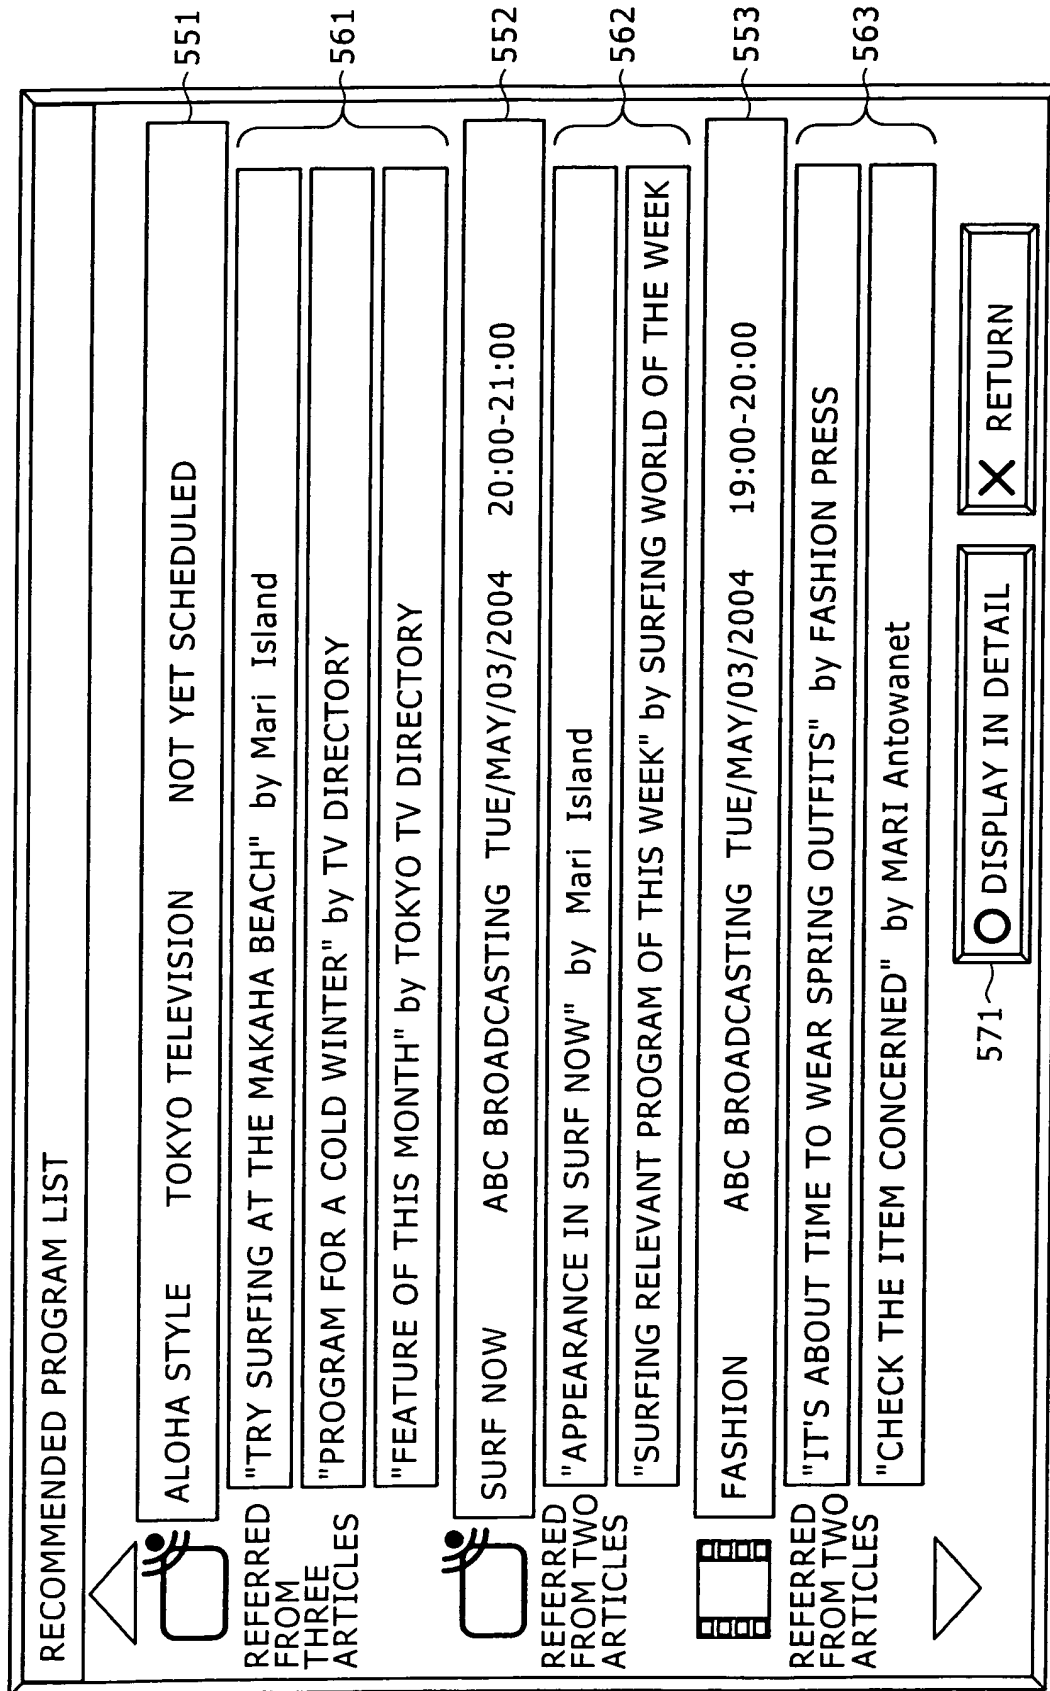 RECOMMENDED PROGRAM LIST
ALOHA STYLE TOKYO TELEVISION NOT YET SCHEDULED
551
REFERRED
FROM
THREE
ARTICLES
"TRY SURFING AT THE MAKAHA BEACH" by Mari Island
"PROGRAM FOR A COLD WINTER" by TV DIRECTORY
"FEATURE OF THIS MONTH" by TOKYO TV DIRECTORY
561
SURF NOW ABC BROADCASTING TUE/MAY/03/2004 20:00-21:00
552
REFERRED
FROM TWO
ARTICLES
"APPEARANCE IN SURF NOW" by Mari Island
"SURFING RELEVANT PROGRAM OF THIS WEEK" by SURFING WORLD OF THE WEEK
562
FASHION ABC BROADCASTING TUE/MAY/03/2004 19:00-20:00
553
REFERRED
FROM TWO
ARTICLES
"IT'S ABOUT TIME TO WEAR SPRING OUTFITS" by FASHION PRESS
"CHECK THE ITEM CONCERNED" by MARI Antowanet
563
571
O DISPLAY IN DETAIL
X RETURN